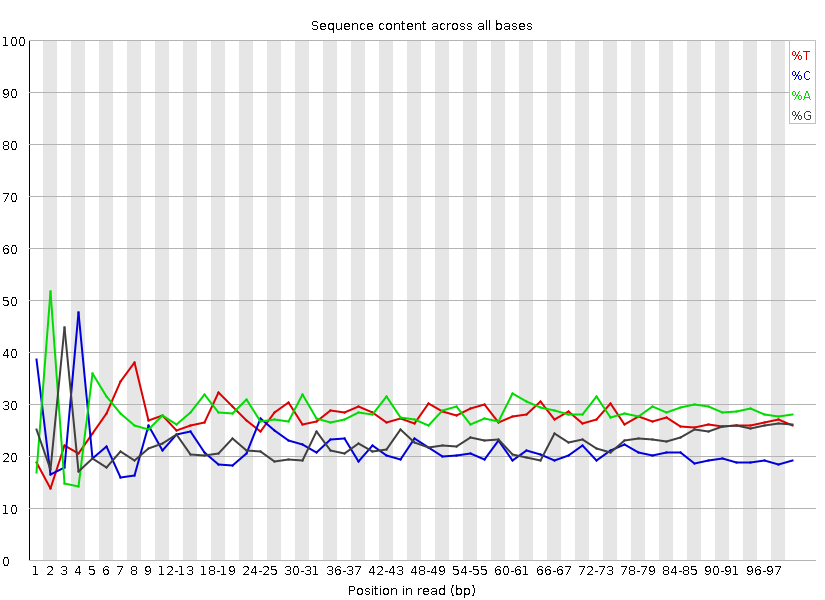 Sequence content across all bases
100
90
80
70
60
50
40
30
20
10
0
%T
%C
%A
%G
1 2 3 4 5 6 7 8 9 12-13 18-19 24-25 30-31 36-37 42-43 48-49 54-55 60-61 66-67 72-73 78-79 84-85 90-91 96-97
Position in read (bp)